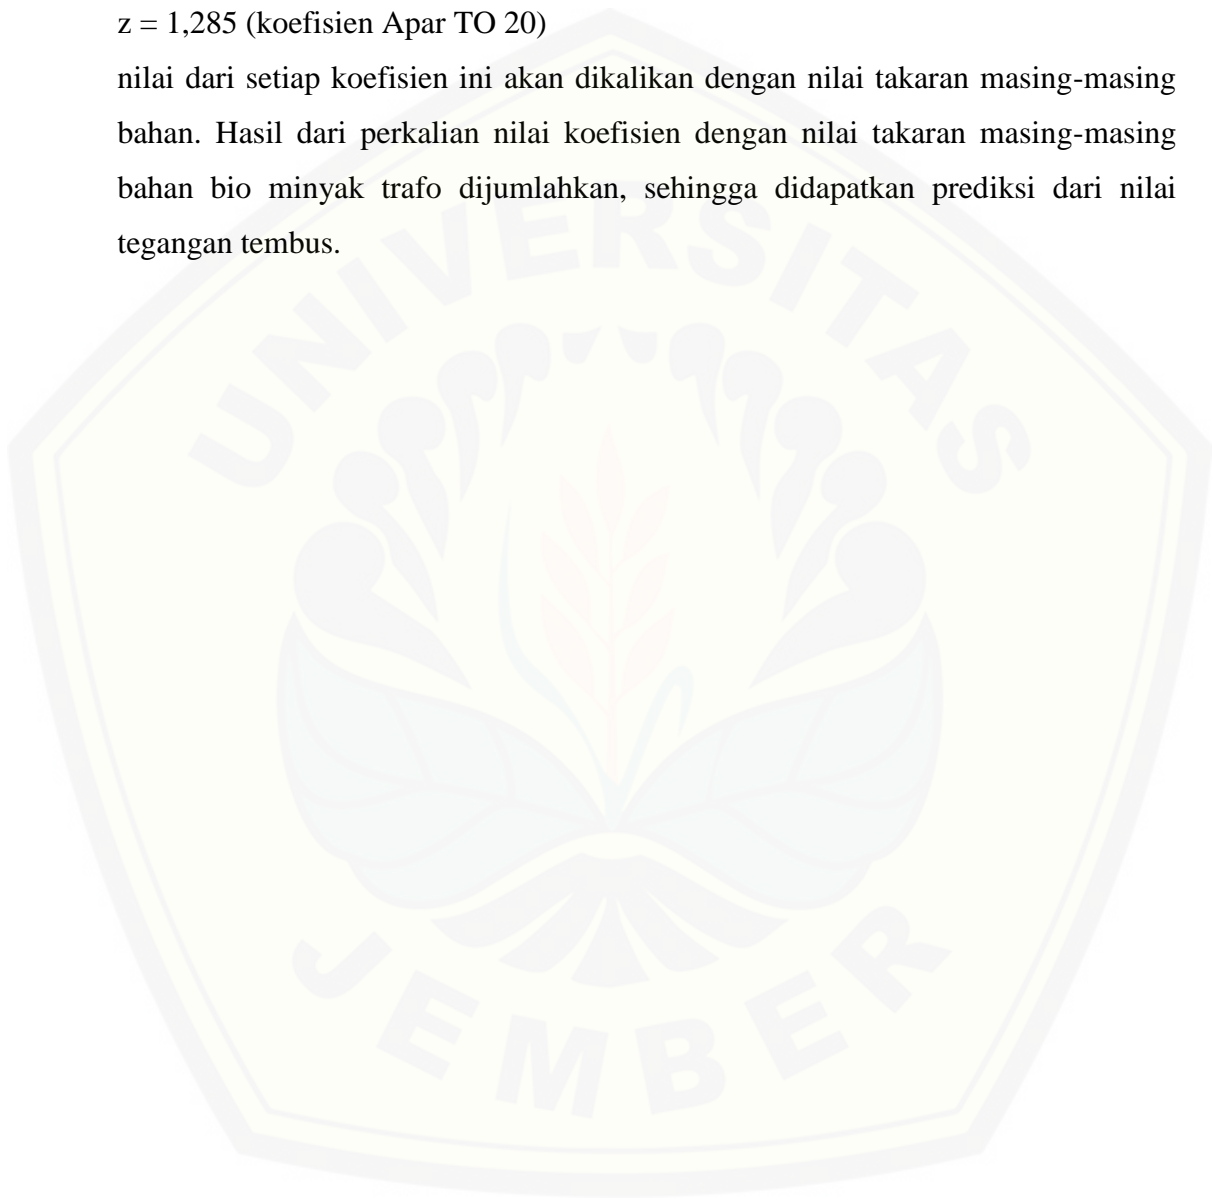 z = 1,285 (koefisien Apar TO 20)
nilai dari setiap koefisien ini akan dikalikan dengan nilai takaran masing-masing
bahan. Hasil dari perkalian nilai koefisien dengan nilai takaran masing-masing
bahan bio minyak trafo dijumlahkan, sehingga didapatkan prediksi dari nilai
tegangan tembus.
UNIVERSITAS
JEMBER